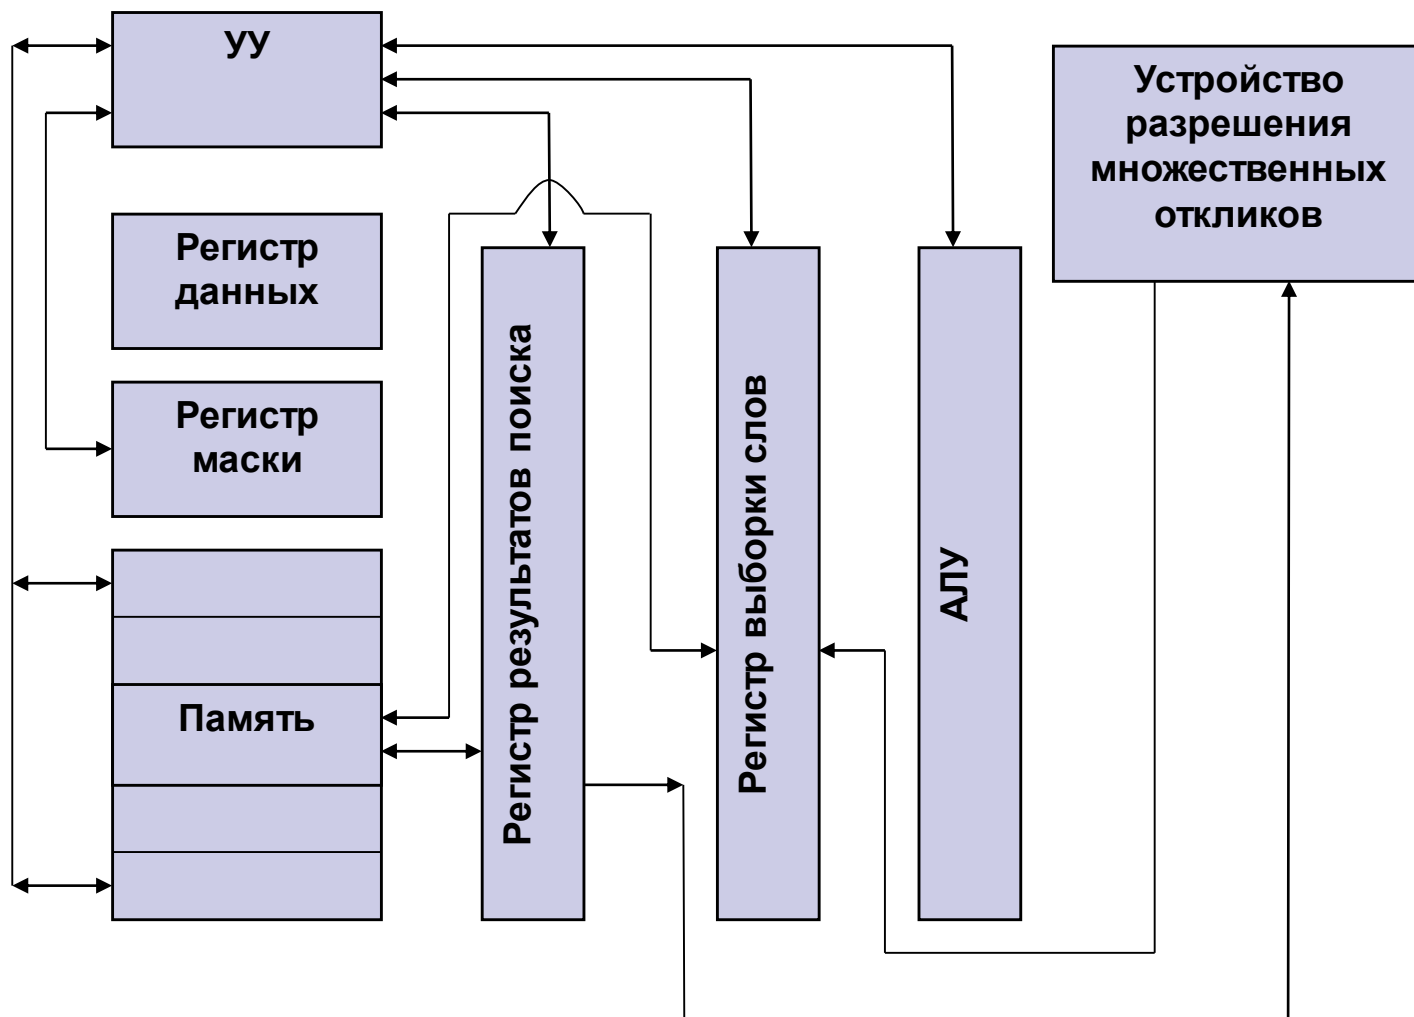 УУ
Устройство
разрешения
множественных
откликов
Регистр
данных
Регистр
маски
Память
Регистр результатов поиска
Регистр выборки слов
АЛУ